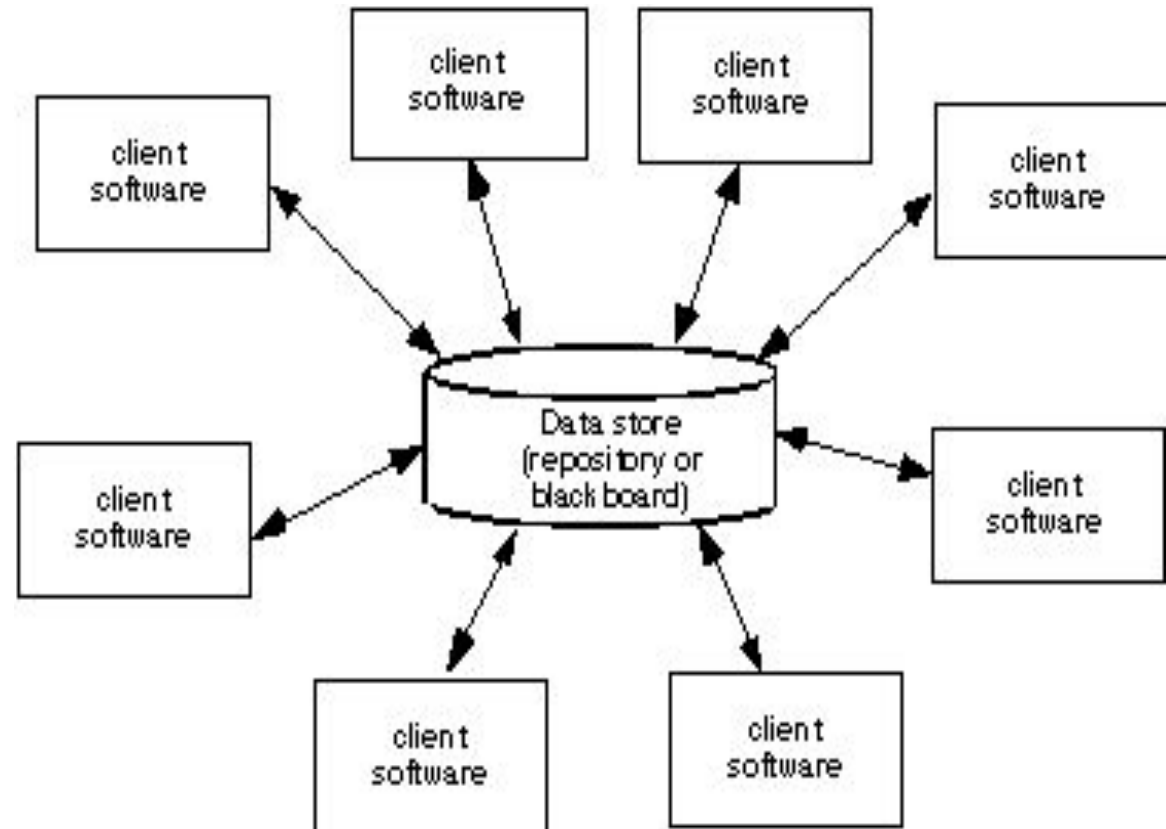 client
software
client
software
client
software
client
software
Data store
(repository or
black board)
client
software
client
software
client
software
client
software